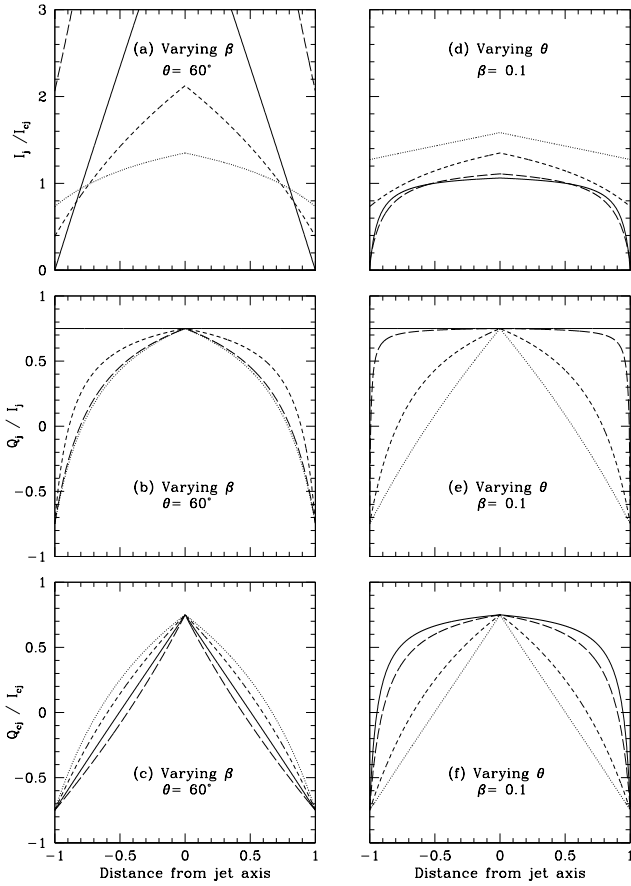 3
2
1
0
I_j / I_cj
(a) Varying β
θ= 60°
(d) Varying θ
β= 0.1
1
0.5
0
−0.5
−1
Q_j / I_j
(b) Varying β
θ= 60°
(e) Varying θ
β= 0.1
1
0.5
0
−0.5
−1
Q_cj / I_cj
(c) Varying β
θ= 60°
(f) Varying θ
β= 0.1
−1 −0.5 0 0.5 1
−1 −0.5 0 0.5 1
Distance from jet axis
Distance from jet axis